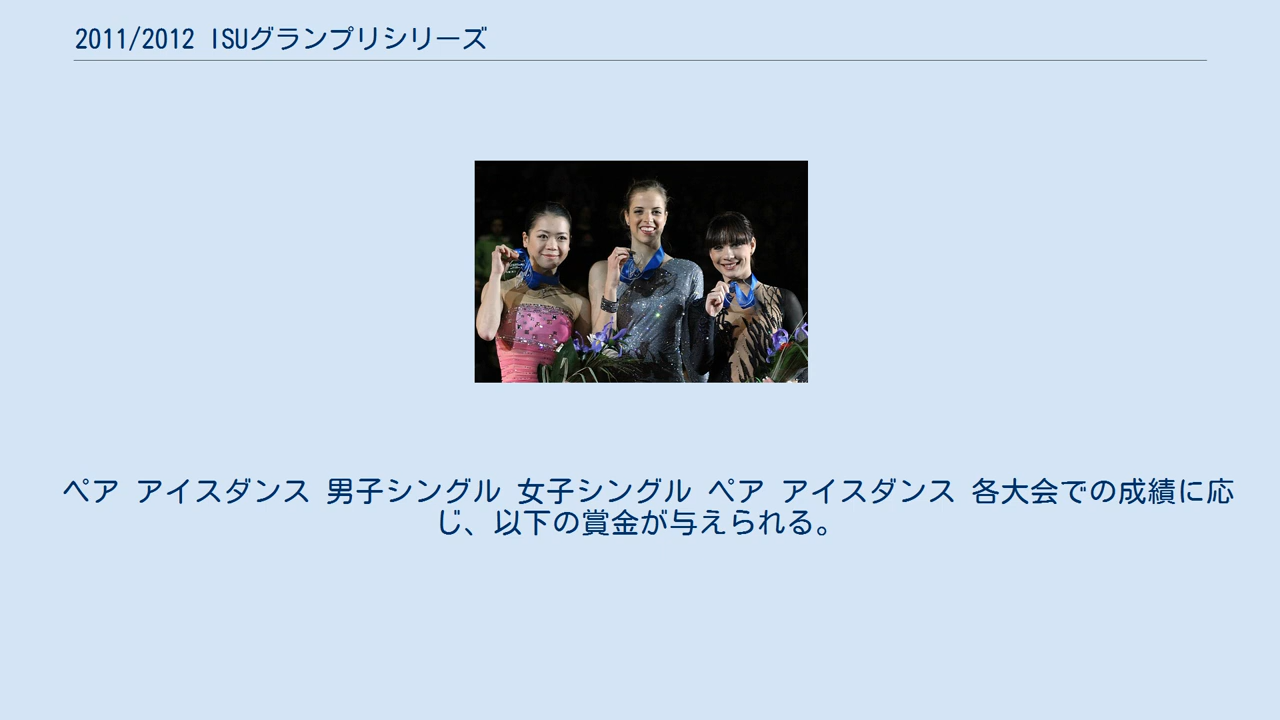 2011/2012 ISUグランプリシリーズ
ペア アイスダンス 男子シングル 女子シングル ペア アイスダンス 各大会での成績に応
じ、以下の賞金が与えられる。